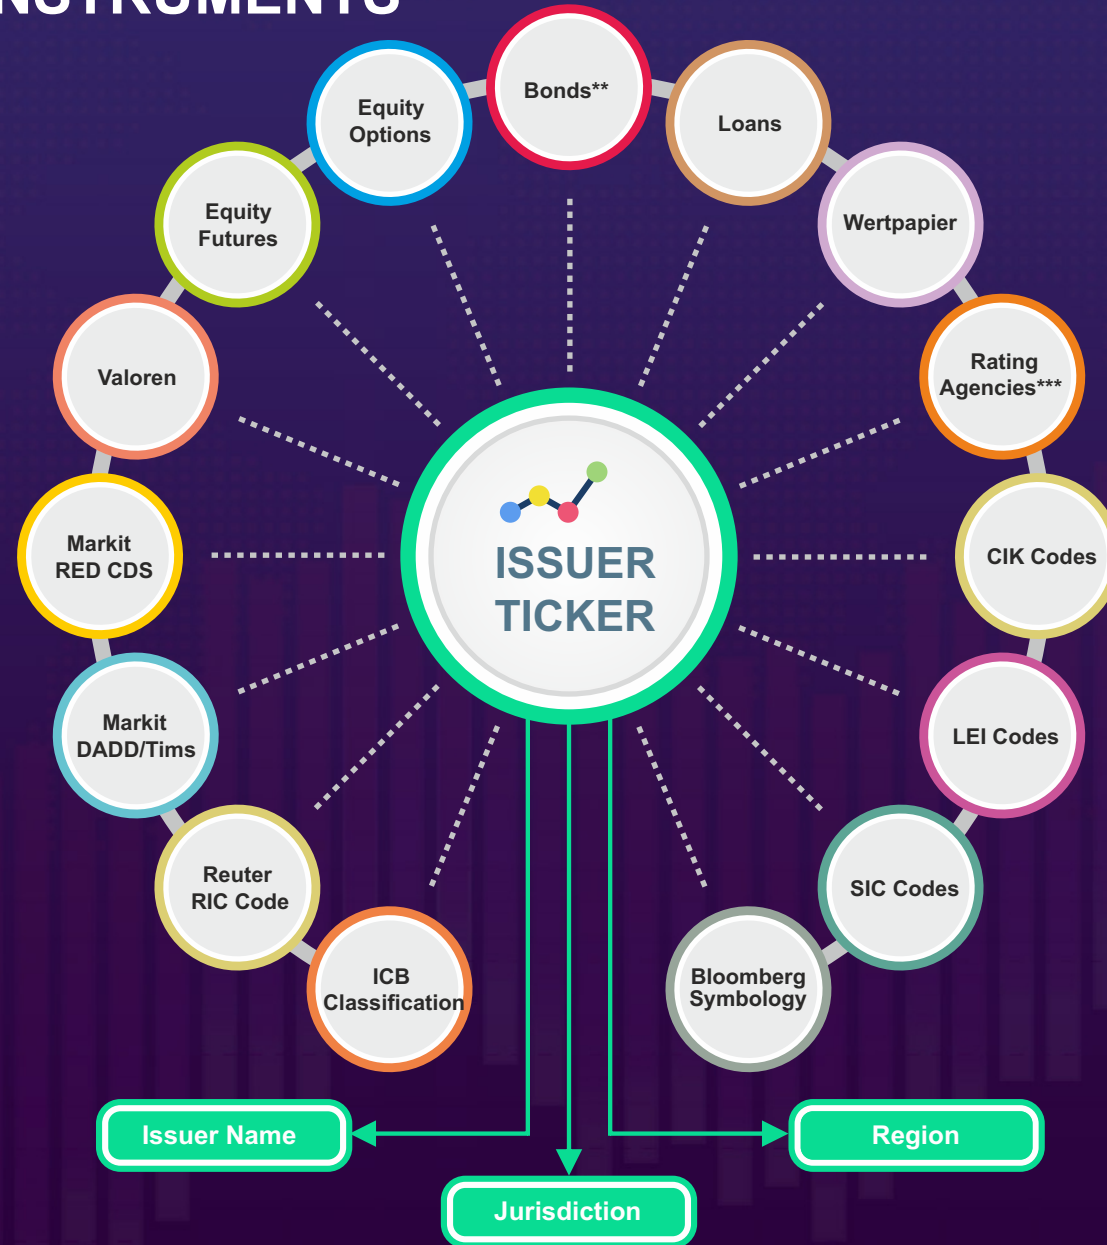 Bonds**
Equity
Options
Loans
Equity
Futures
Wertpapier
Valoren
Rating
Agencies***
Markit
RED CDS
ISSUER
TICKER
CIK Codes
Markit
DADD/Tims
LEI Codes
Reuter
RIC Code
SIC Codes
ICB
Classification
Bloomberg
Symbology
Issuer Name
Region
Jurisdiction